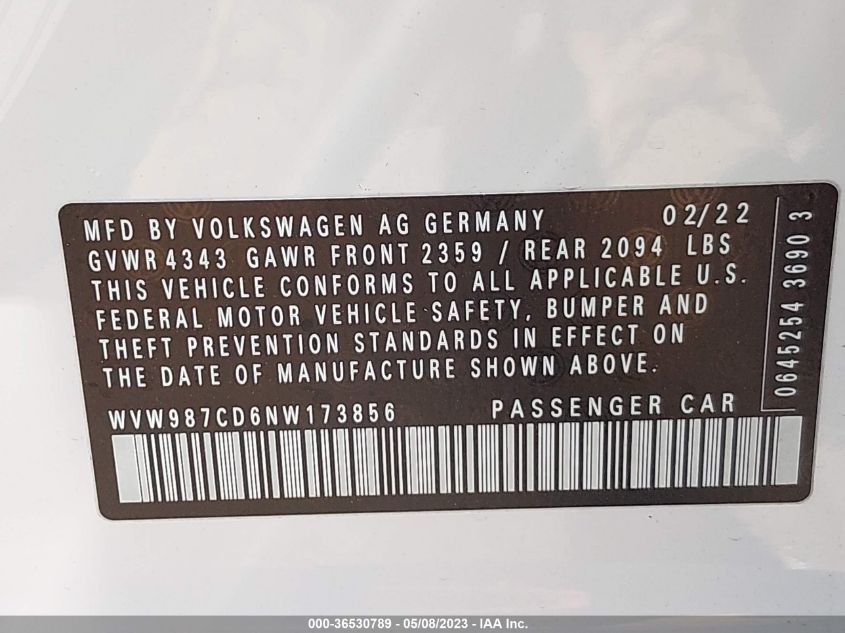 MFD BY VOLKSWAGEN AG GERMANY 02/22
GVWR 4343 GAWR FRONT 2359 / REAR 2094 LBS
THIS VEHICLE CONFORMS TO ALL APPLICABLE U.S.
FEDERAL MOTOR VEHICLE SAFETY, BUMPER AND
THEFT PREVENTION STANDARDS IN EFFECT ON
THE DATE OF MANUFACTURE SHOWN ABOVE.
WVW987CD6NW173856 PASSENGER CAR
0645254 3690 3
000-36530789 - 05/08/2023 - IAA Inc.